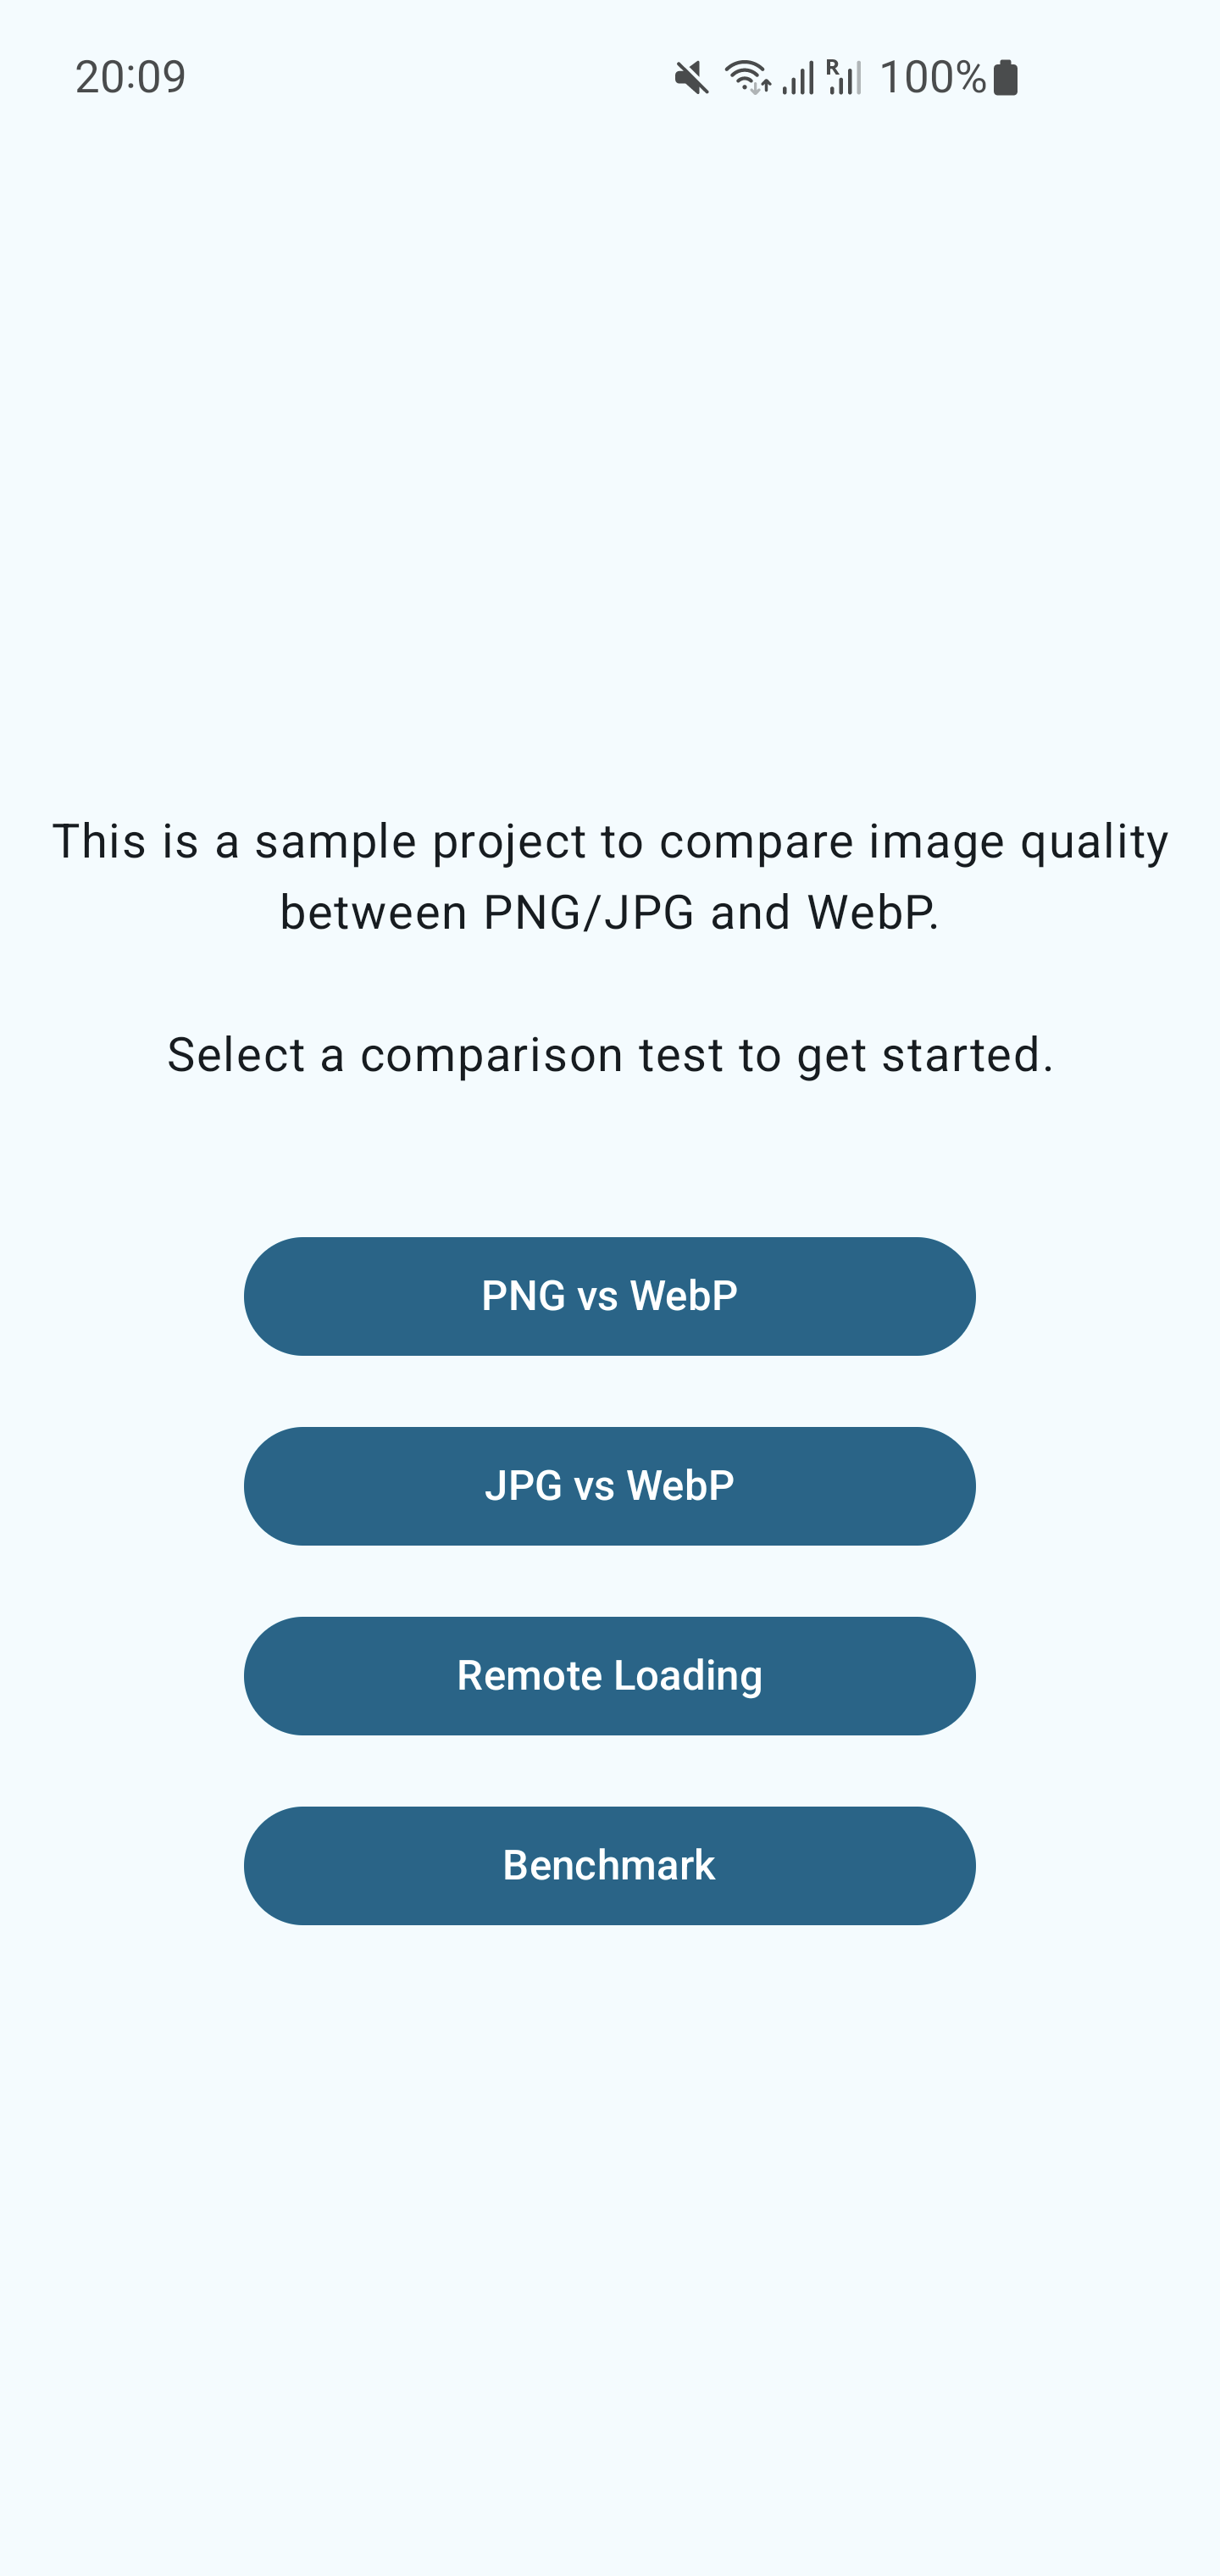 20:09
R 100%
This is a sample project to compare image quality
between PNG/JPG and WebP.
Select a comparison test to get started.
PNG vs WebP
JPG vs WebP
Remote Loading
Benchmark